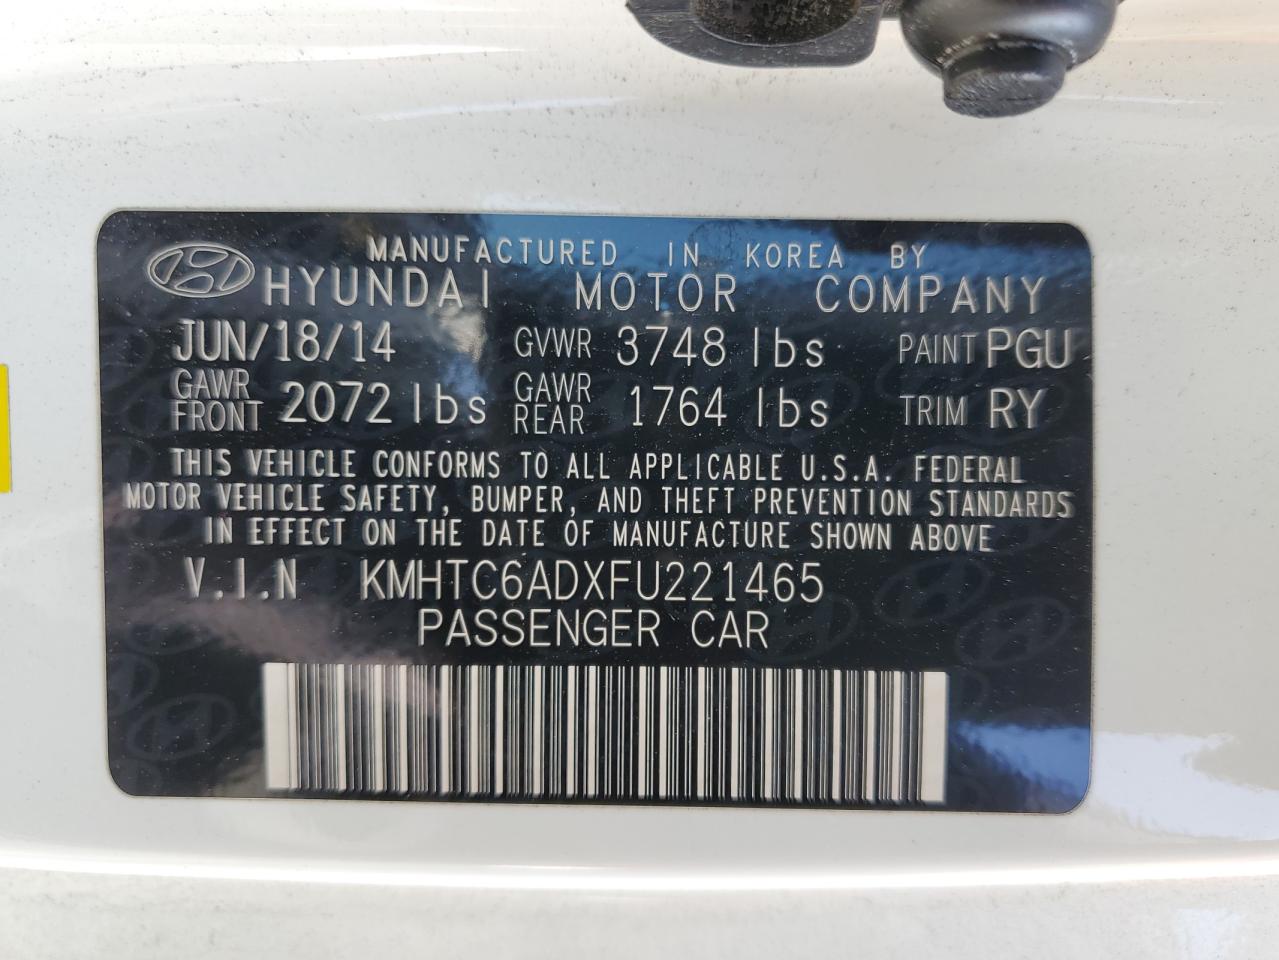 MANUFACTURED IN KOREA BY
HYUNDAI MOTOR COMPANY
JUN/18/14 GVWR 3748 lbs PAINT PGU
GAWR FRONT 2072 lbs GAWR REAR 1764 lbs TRIM RY
THIS VEHICLE CONFORMS TO ALL APPLICABLE U.S.A. FEDERAL
MOTOR VEHICLE SAFETY, BUMPER, AND THEFT PREVENTION STANDARDS
IN EFFECT ON THE DATE OF MANUFACTURE SHOWN ABOVE
V.I.N KMHTC6ADXFU221465
PASSENGER CAR